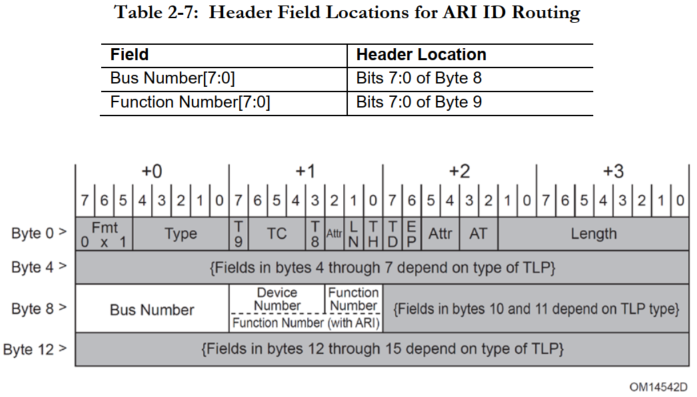 Table 2-7: Header Field Locations for ARI ID Routing
Field Header Location
Bus Number[7:0] Bits 7:0 of Byte 8
Function Number[7:0] Bits 7:0 of Byte 9
+0 +1 +2 +3
7 6 5 4 3 2 1 0 7 6 5 4 3 2 1 0 7 6 5 4 3 2 1 0 7 6 5 4 3 2 1 0
Byte 0 > Fmt 0 x 1 Type T9 TC T8 Attr LN TH TD EP Attr AT Length
Byte 4 > {Fields in bytes 4 through 7 depend on type of TLP}
Byte 8 > Bus Number Device Number Function Number {Fields in bytes 10 and 11 depend on TLP type}
Function Number (with ARI)
Byte 12 > {Fields in bytes 12 through 15 depend on type of TLP}
OM14542D